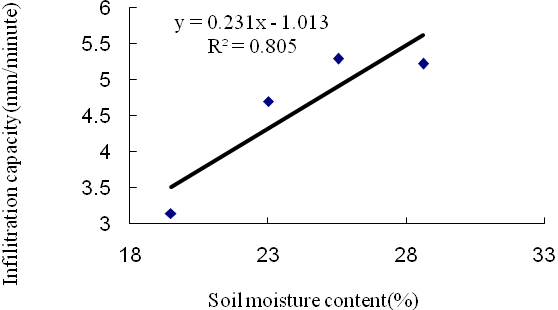 y = 0.231x - 1.013
R² = 0.805
Infilitration capacity(mm/minute)
6
5.5
5
4.5
4
3.5
3
18 23 28 33
Soil moisture content(%)